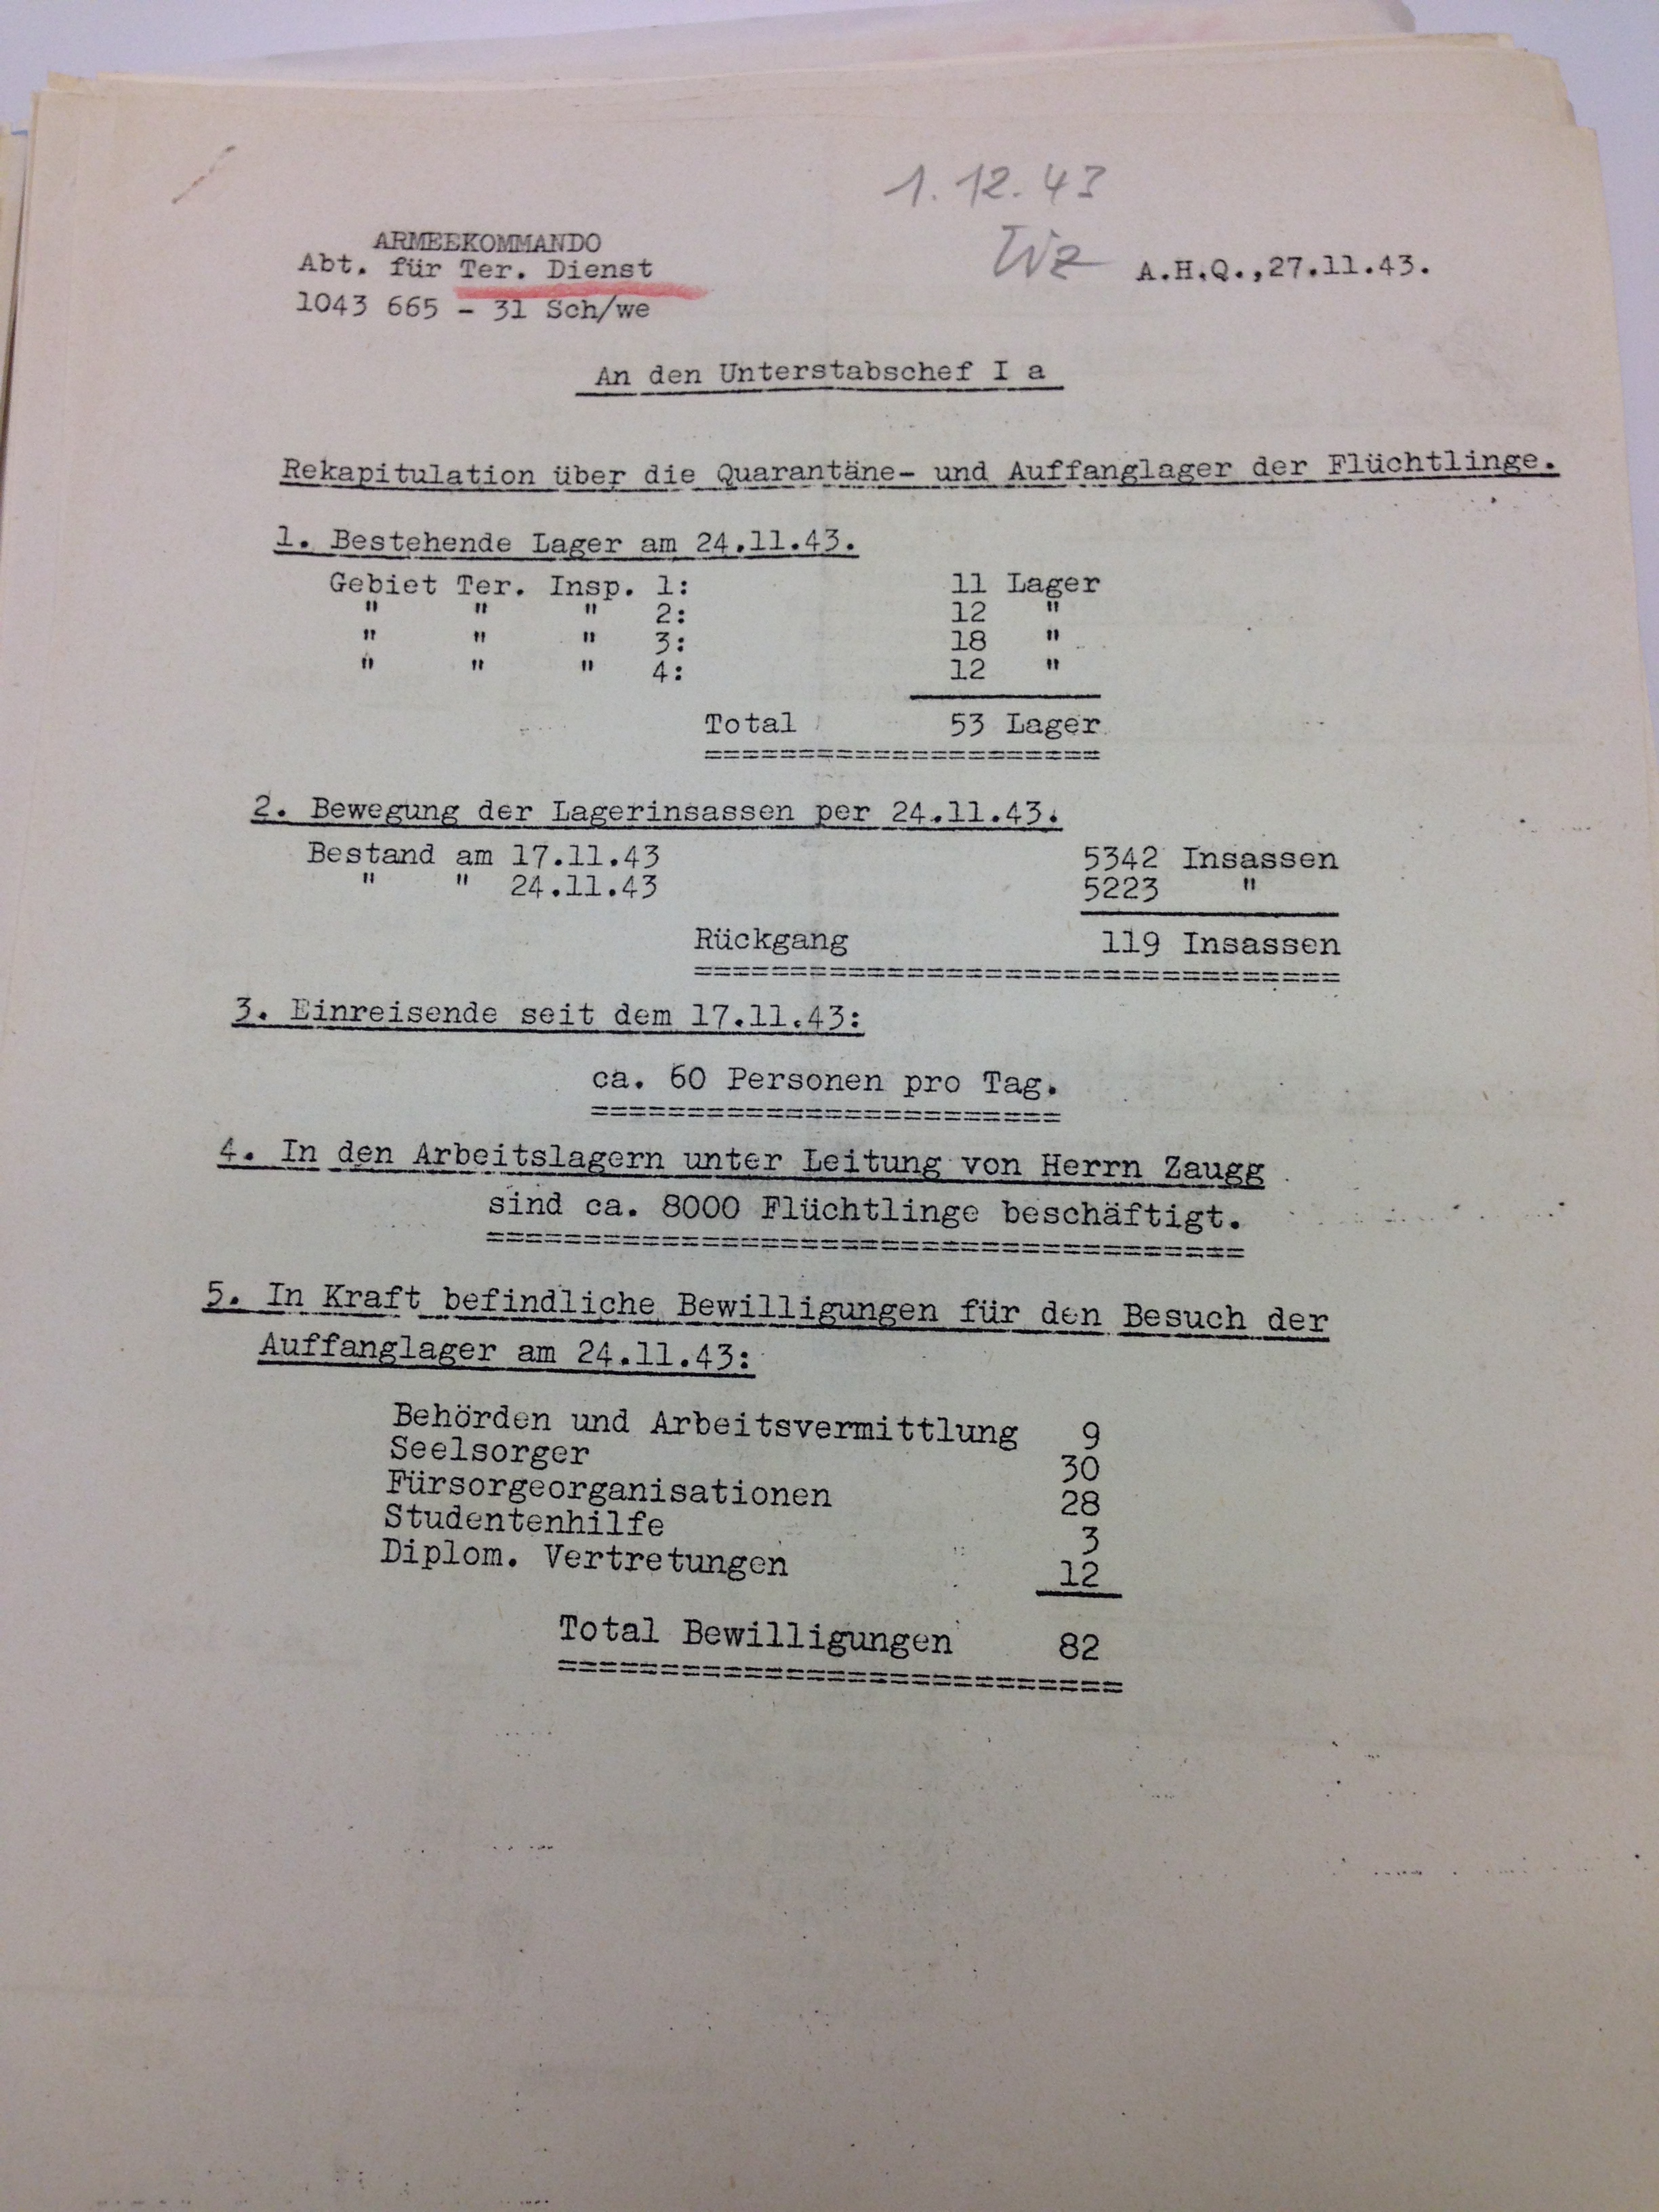 1.12.43
ARMEEKOMMANDO
Abt. für Ter. Dienst
A.H.Q.,27.11.43.
1043 665 - 31 Sch/we
An den Unterstabschef I a
Rekapitulation über die Quarantäne- und Auffanglager der Flüchtlinge.
1. Bestehende Lager am 24.11.43.
Gebiet Ter. Insp. 1: 11 Lager
" " " 2: 12 "
" " " 3: 18 "
" " " 4: 12 "
Total 53 Lager
2. Bewegung der Lagerinsassen per 24.11.43.
Bestand am 17.11.43 5342 Insassen
" " 24.11.43 5223 "
Rückgang 119 Insassen
3. Einreisende seit dem 17.11.43:
ca. 60 Personen pro Tag.
4. In den Arbeitslagern unter Leitung von Herrn Zaugg
sind ca. 8000 Flüchtlinge beschäftigt.
5. In Kraft befindliche Bewilligungen für den Besuch der
Auffanglager am 24.11.43:
Behörden und Arbeitsvermittlung 9
Seelsorger 30
Fürsorgeorganisationen 28
Studentenhilfe 3
Diplom. Vertretungen 12
Total Bewilligungen 82